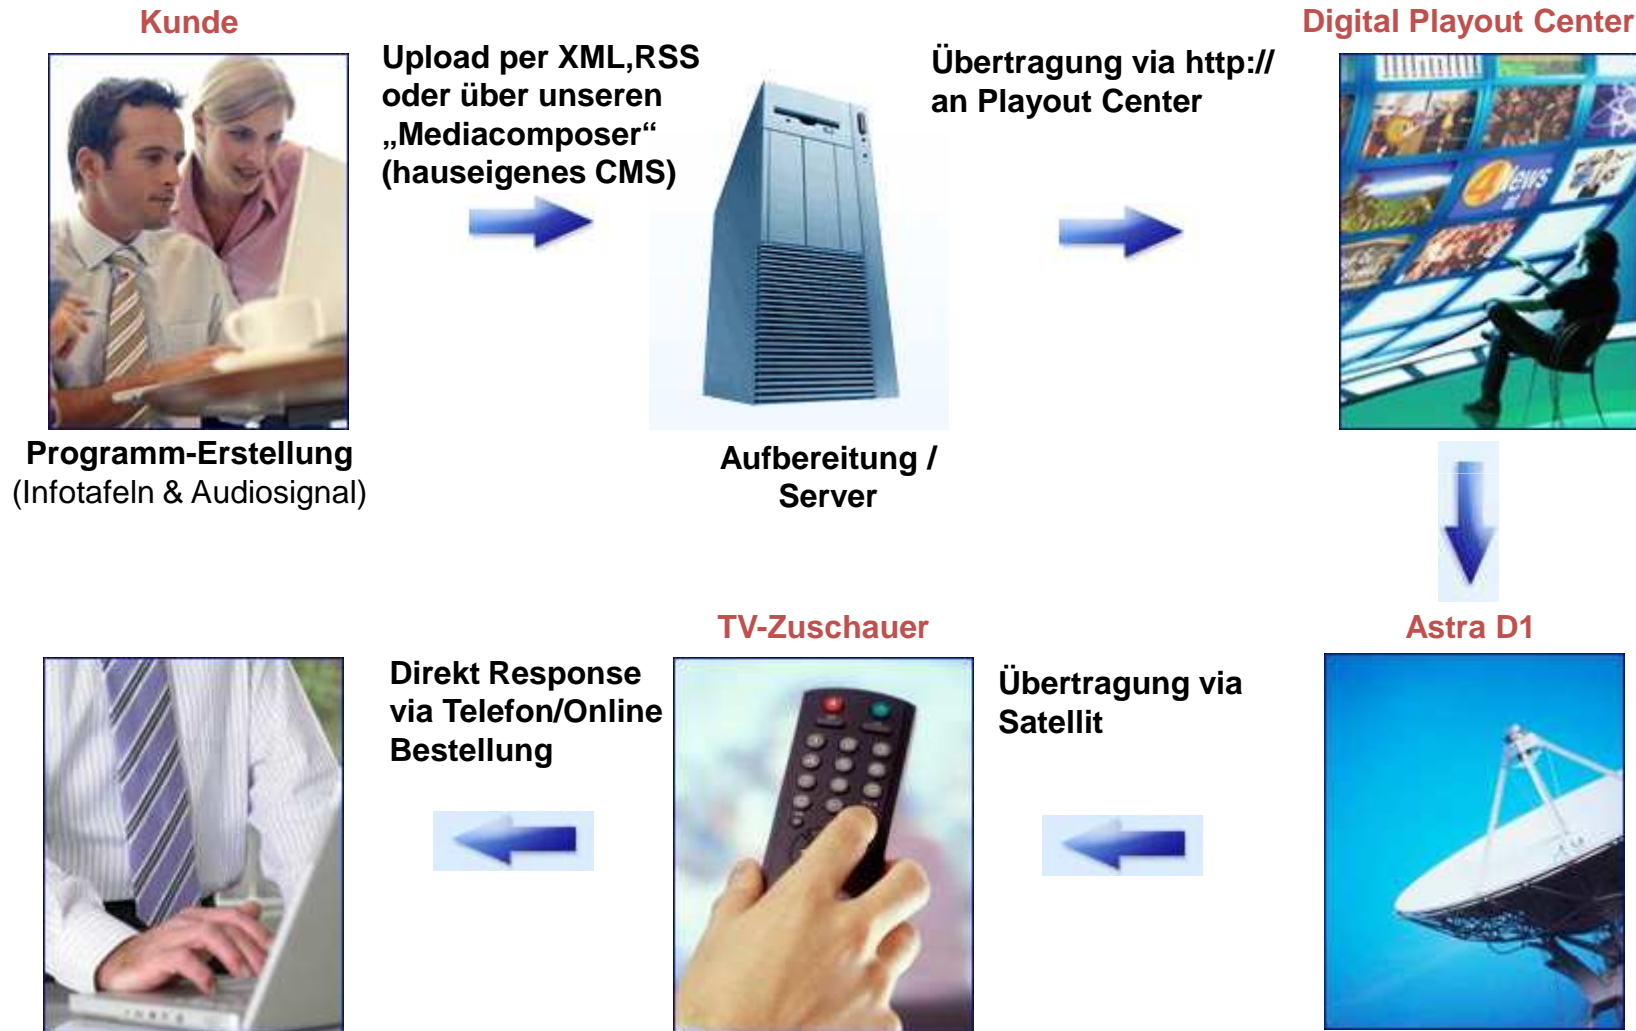 Kunde
Upload per XML,RSS
oder über unseren
„Mediacomposer“
(hauseigenes CMS)
Übertragung via http://
an Playout Center
Digital Playout Center
4 News
Programm-Erstellung
(Infotafeln & Audiosignal)
Aufbereitung /
Server
Direkt Response
via Telefon/Online
Bestellung
TV-Zuschauer
Übertragung via
Satellit
Astra D1